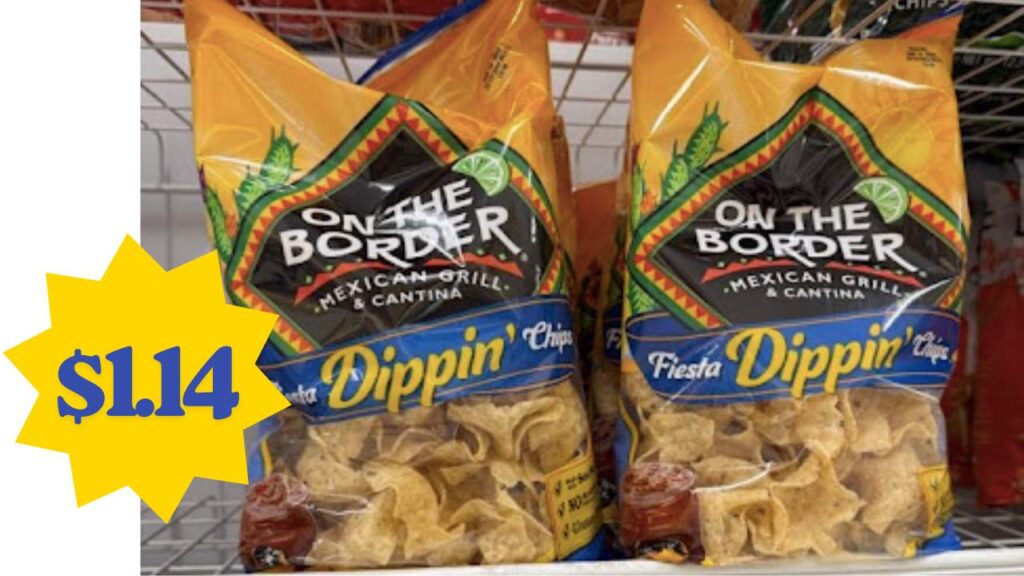 $1.14
ON THE
BORDER
MEXICAN GRILL
& CANTINA
Dippin' Chips
ON THE
BORDER®
MEXICAN GRILL
& CANTINA
Fiesta Dippin' Chips
CHIPS